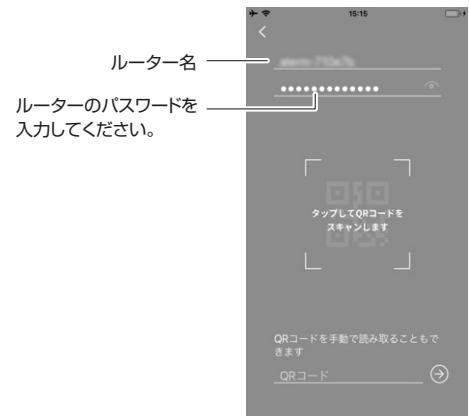 15:15
ルーター名
ルーターのパスワードを
入力してください。
タップしてQRコードを
スキャンします
QRコードを手動で読み取ることもで
きます
QRコード